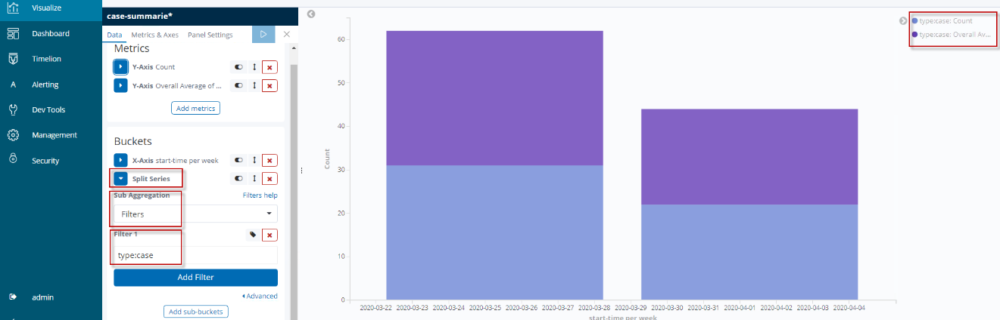 Visualize
Dashboard
Timelion
A Alerting
Dev Tools
Management
Security
admin
case-summarie*
Data Metrics & Axes Panel Settings
Metrics
Y-Axis Count
Y-Axis Overall Average of ...
Add metrics
Buckets
X-Axis start-time per week
Split Series
Sub Aggregation Filters help
Filters
Filter 1
type:case
Add Filter
Advanced
Add sub-buckets
Count
60
50
40
30
20
10
0
2020-03-22 2020-03-23 2020-03-24 2020-03-25 2020-03-26 2020-03-27 2020-03-28 2020-03-29 2020-03-30 2020-03-31 2020-04-01 2020-04-02 2020-04-03 2020-04-04
start-time per week
type:case: Count
type:case: Overall Av...